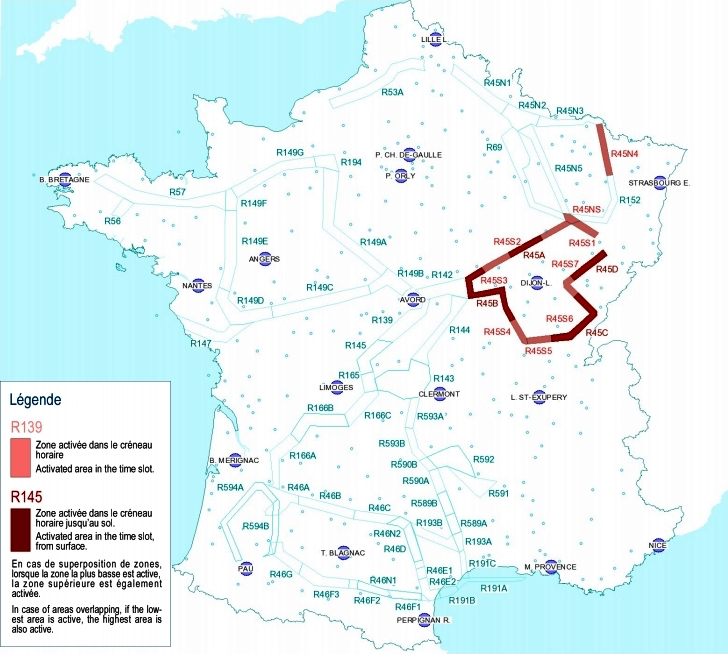 LILLE L.
R45N1
R53A
R45N2
R45N3
R69
R149G
R194
P. CH. DE-GAULLE
R45N4
R45N5
P. ORLY
B. BRETAGNE
R57
STRASBOURG E.
R56
R149F
R152
R45NS
R149E
R149A
R45S2
R45S1
R45A
ANGERS
R45S7
R45D
R149B
R142
R45S3
DIJON-L.
NANTES
R149C
R149D
AVORD
R45B
R139
R45S6
R147
R144
R45S4
R45C
R145
R45S5
R165
R143
LIMOGES
CLERMONT
L. ST-EXUPERY
R166B
R166C
R593A
R593B
R166A
B. MERIGNAC
R590B
R592
R590A
R594A
R46A
R46B
R591
R589B
R46C
R594B
R193B
R589A
R46N2
R193A
R46D
T. BLAGNAC
NICE
PAU
R46G
R191C
M. PROVENCE
R46E1
R46N1
R46E2
R191A
R46F3
R46F2
R46F1
R191B
PERPIGNAN R.
Légende
R139
Zone activée dans le créneau
horaire
Activated area in the time slot.
R145
Zone activée dans le créneau
horaire jusqu'au sol.
Activated area in the time slot,
from surface.
En cas de superposition de zones,
lorsque la zone la plus basse est active,
la zone supérieure est également
activée.
In case of areas overlapping, if the low-
est area is active, the highest area is
also active.